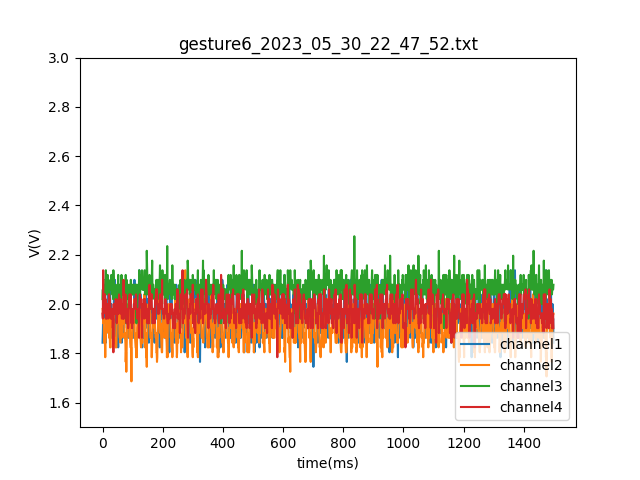 gesture6_2023_05_30_22_47_52.txt
3.0
2.8
2.6
2.4
2.2
2.0
1.8
1.6
V(V)
channel1
channel2
channel3
channel4
0 200 400 600 800 1000 1200 1400
time(ms)